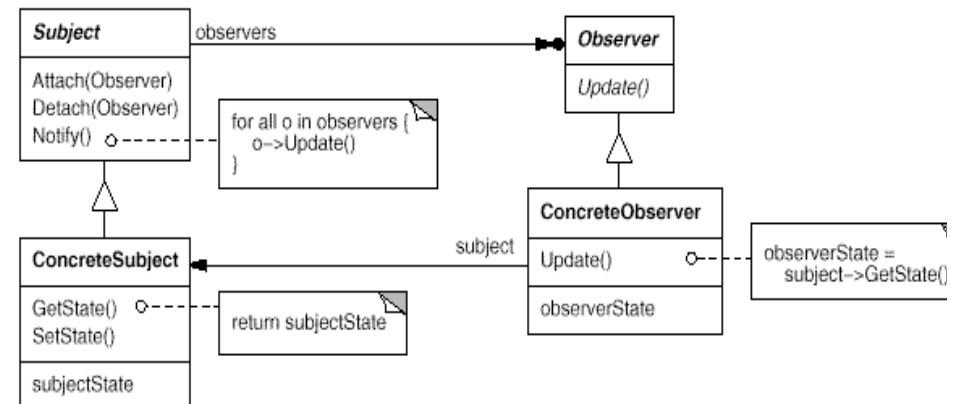 Subject
observers
Observer
Attach(Observer)
Detach(Observer)
Notify()
for all o in observers {
o->Update()
}
Update()
ConcreteSubject
GetState()
SetState()
subjectState
return subjectState
subject
ConcreteObserver
Update()
observerState
observerState =
subject->GetState()